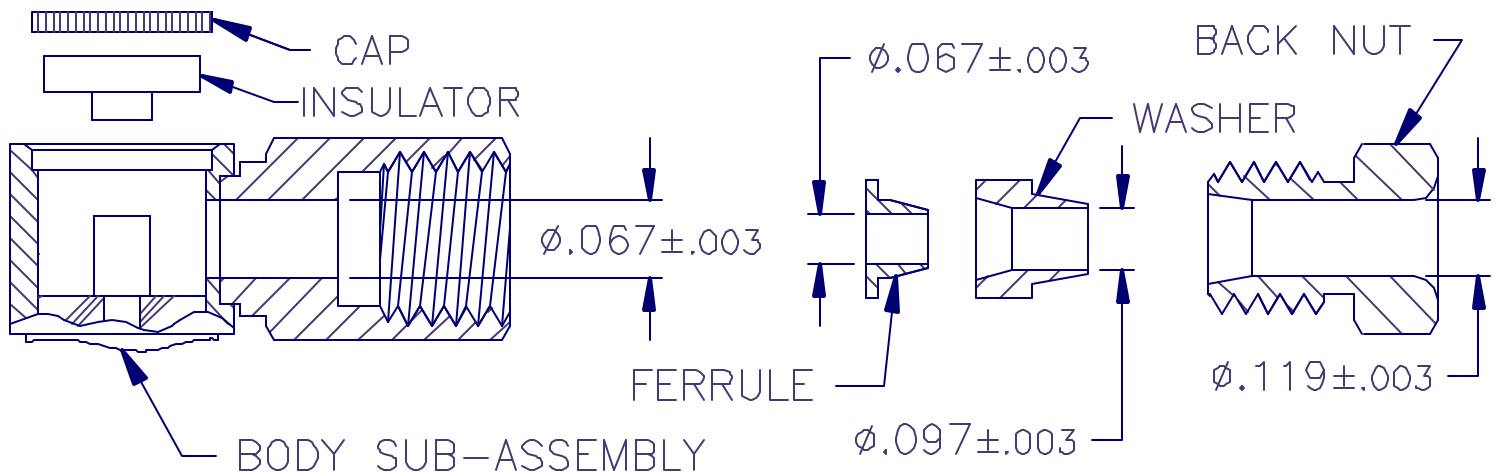 CAP
INSULATOR
Ø.067±.003
BACK NUT
WASHER
Ø.067±.003
FERRULE
Ø.119±.003
Ø.097±.003
BODY SUB-ASSEMBLY